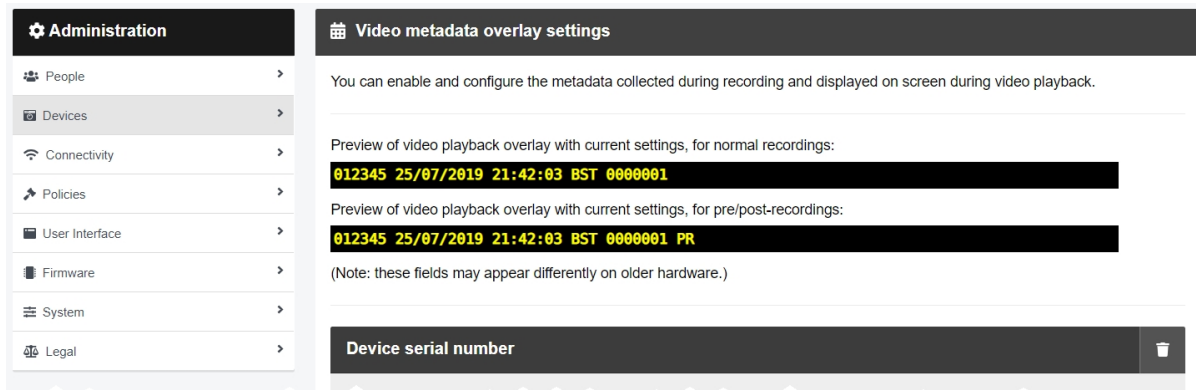 Administration
People
Devices
Connectivity
Policies
User Interface
Firmware
System
Legal
Video metadata overlay settings
You can enable and configure the metadata collected during recording and displayed on screen during video playback.
Preview of video playback overlay with current settings, for normal recordings:
012345 25/07/2019 21:42:03 BST 0000001
Preview of video playback overlay with current settings, for pre/post-recordings:
012345 25/07/2019 21:42:03 BST 0000001 PR
(Note: these fields may appear differently on older hardware.)
Device serial number